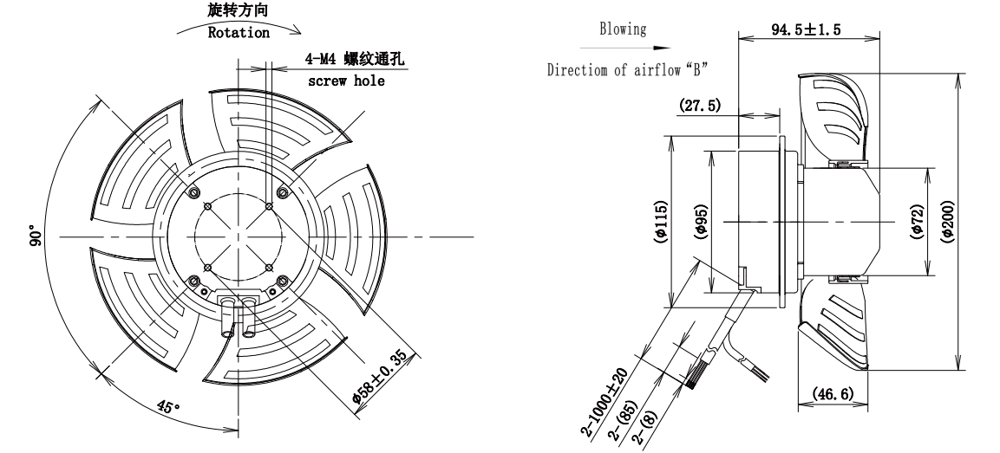 旋转方向
Rotation
4-M4 螺纹通孔
screw hole
90°
45°
ϕ58±0.35
Blowing
Directiom of airflow“B”
94.5±1.5
(27.5)
(ϕ115)
(ϕ95)
(ϕ72)
(ϕ200)
2-1000±20
2-(85)
2-(8)
(46.6)